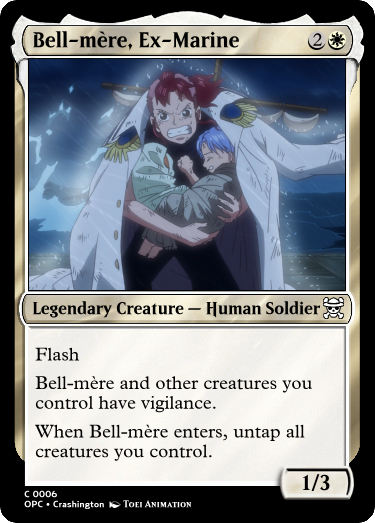 Bell-mère, Ex-Marine 2
Legendary Creature — Human Soldier
Flash
Bell-mère and other creatures you
control have vigilance.
When Bell-mère enters, untap all
creatures you control.
1/3
C 0006
OPC • Crashington Toei Animation